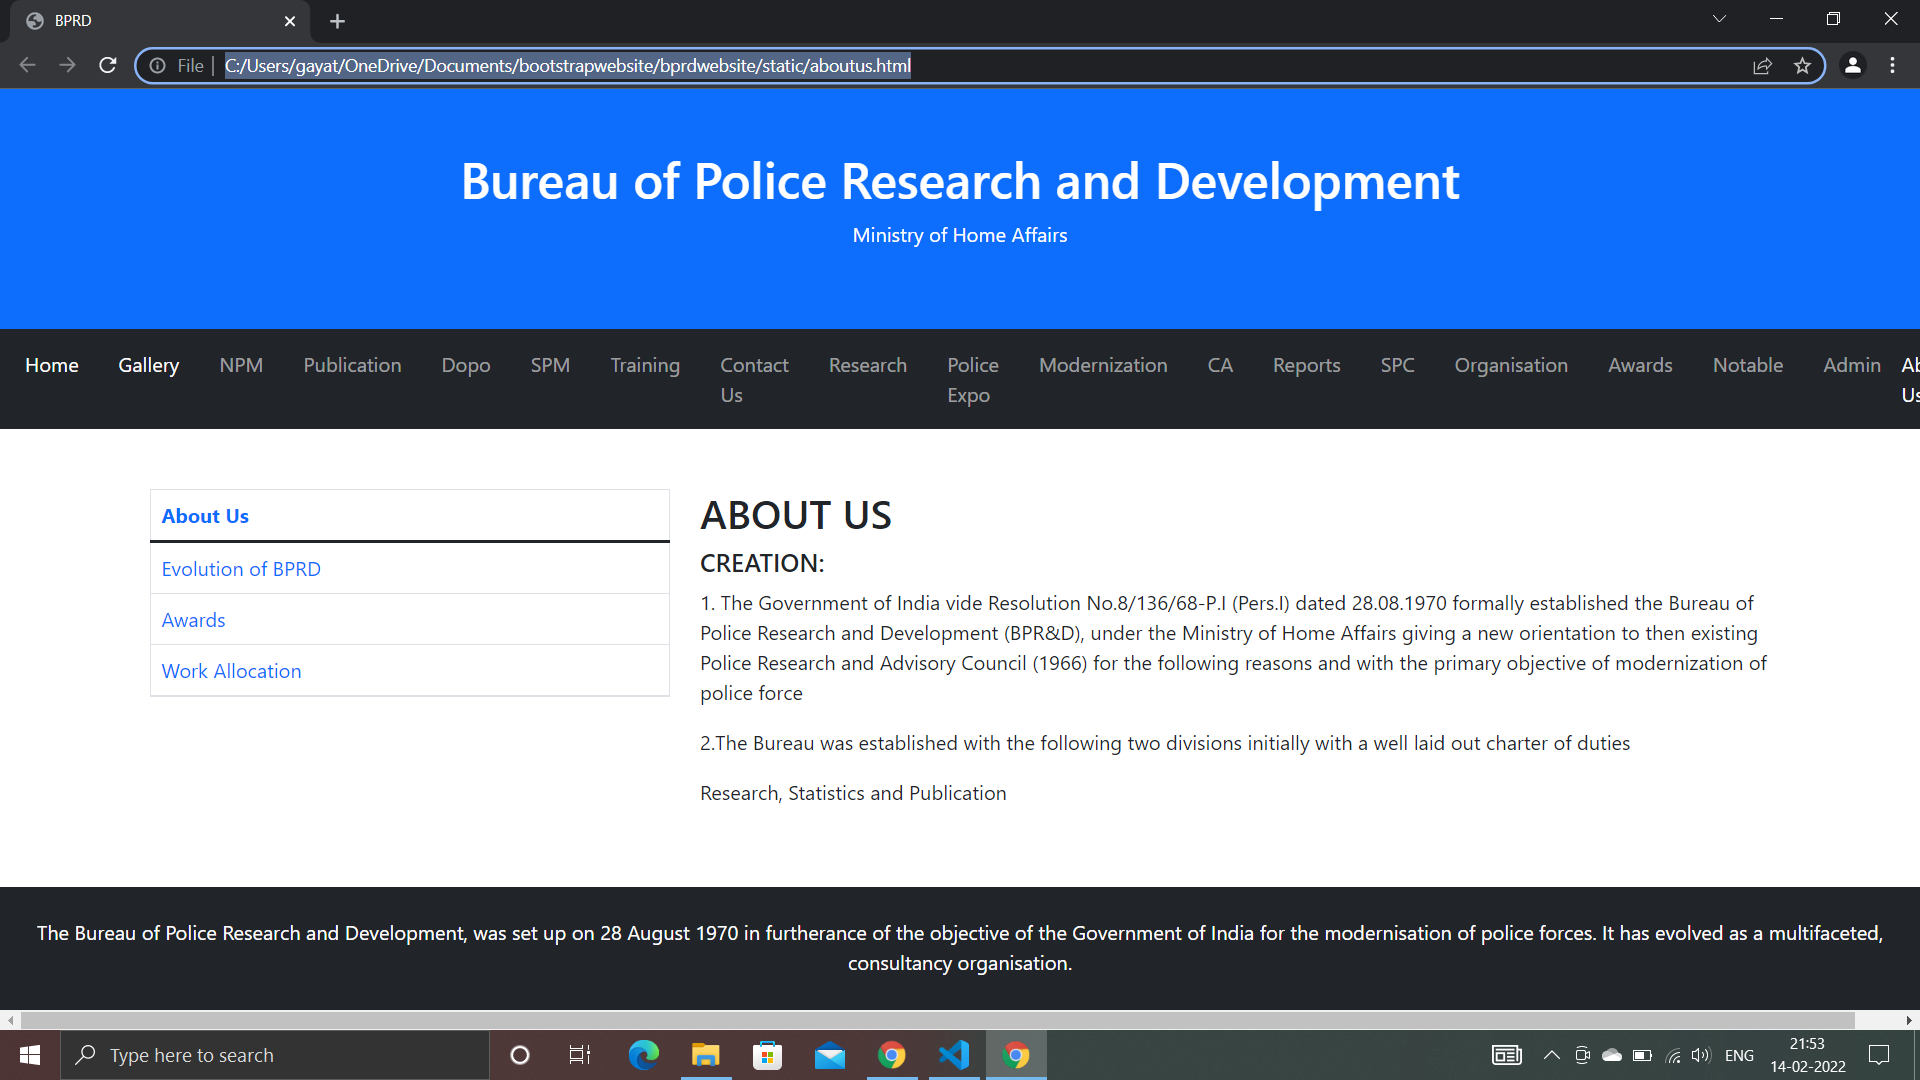 BPRD
File
C:/Users/gayat/OneDrive/Documents/bootstrapwebsite/bprdwebsite/static/aboutus.html
Bureau of Police Research and Development
Ministry of Home Affairs
Home Gallery NPM Publication Dopo SPM Training Contact Us Research Police Expo Modernization CA Reports SPC Organisation Awards Notable Admin Ab Us
About Us
Evolution of BPRD
Awards
Work Allocation
ABOUT US
CREATION:
1. The Government of India vide Resolution No.8/136/68-P.I (Pers.I) dated 28.08.1970 formally established the Bureau of
Police Research and Development (BPR&D), under the Ministry of Home Affairs giving a new orientation to then existing
Police Research and Advisory Council (1966) for the following reasons and with the primary objective of modernization of
police force
2.The Bureau was established with the following two divisions initially with a well laid out charter of duties
Research, Statistics and Publication
The Bureau of Police Research and Development, was set up on 28 August 1970 in furtherance of the objective of the Government of India for the modernisation of police forces. It has evolved as a multifaceted,
consultancy organisation.
Type here to search
ENG
21:53
14-02-2022